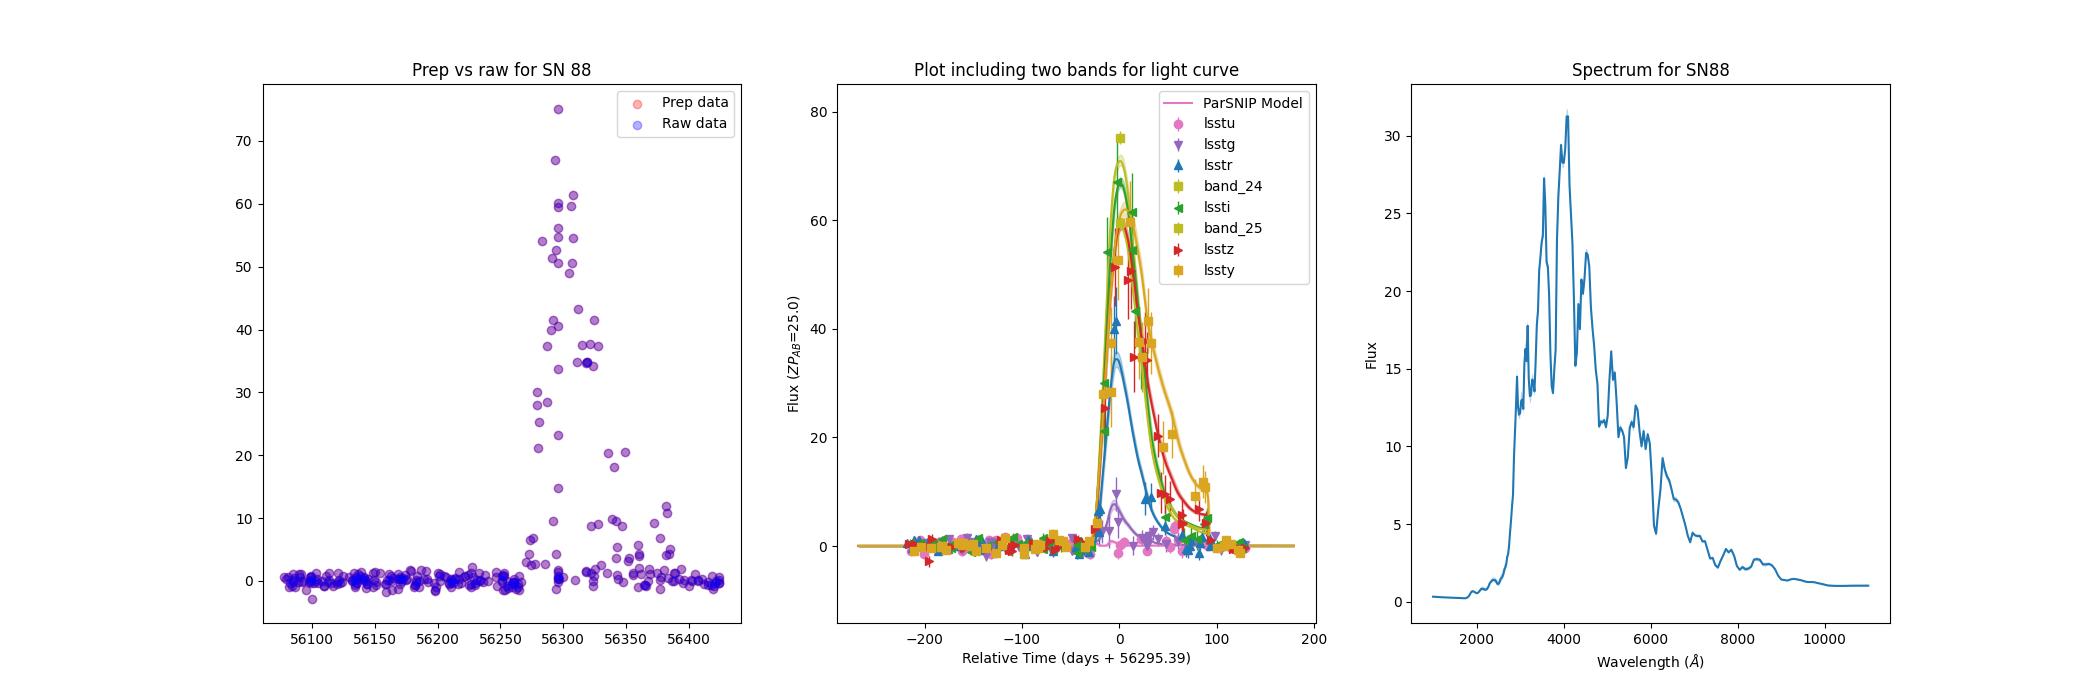 Prep vs raw for SN 88
Prep data
Raw data
70
60
50
40
30
20
10
0
56100 56150 56200 56250 56300 56350 56400
Plot including two bands for light curve
ParSNIP Model
lsstu
lsstg
lsstr
band_24
lssti
band_25
lsstz
lssty
80
60
40
20
0
Flux (ZP_AB=25.0)
−200 −100 0 100 200
Relative Time (days + 56295.39)
Spectrum for SN88
30
25
20
15
10
5
0
Flux
2000 4000 6000 8000 10000
Wavelength (Å)